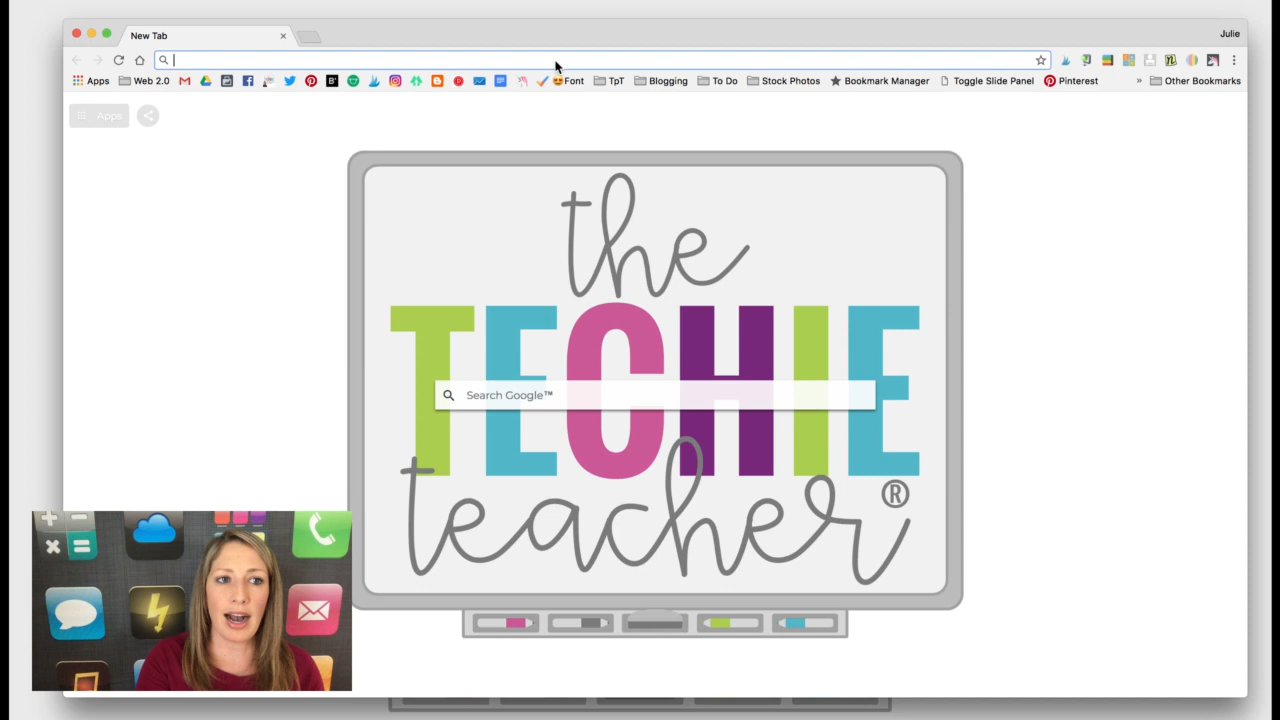 New Tab
Julie
Apps Web 2.0 Font TpT Blogging To Do Stock Photos Bookmark Manager Toggle Slide Panel Pinterest » Other Bookmarks
Apps
the
TECHIE
Search Google™
teacher®